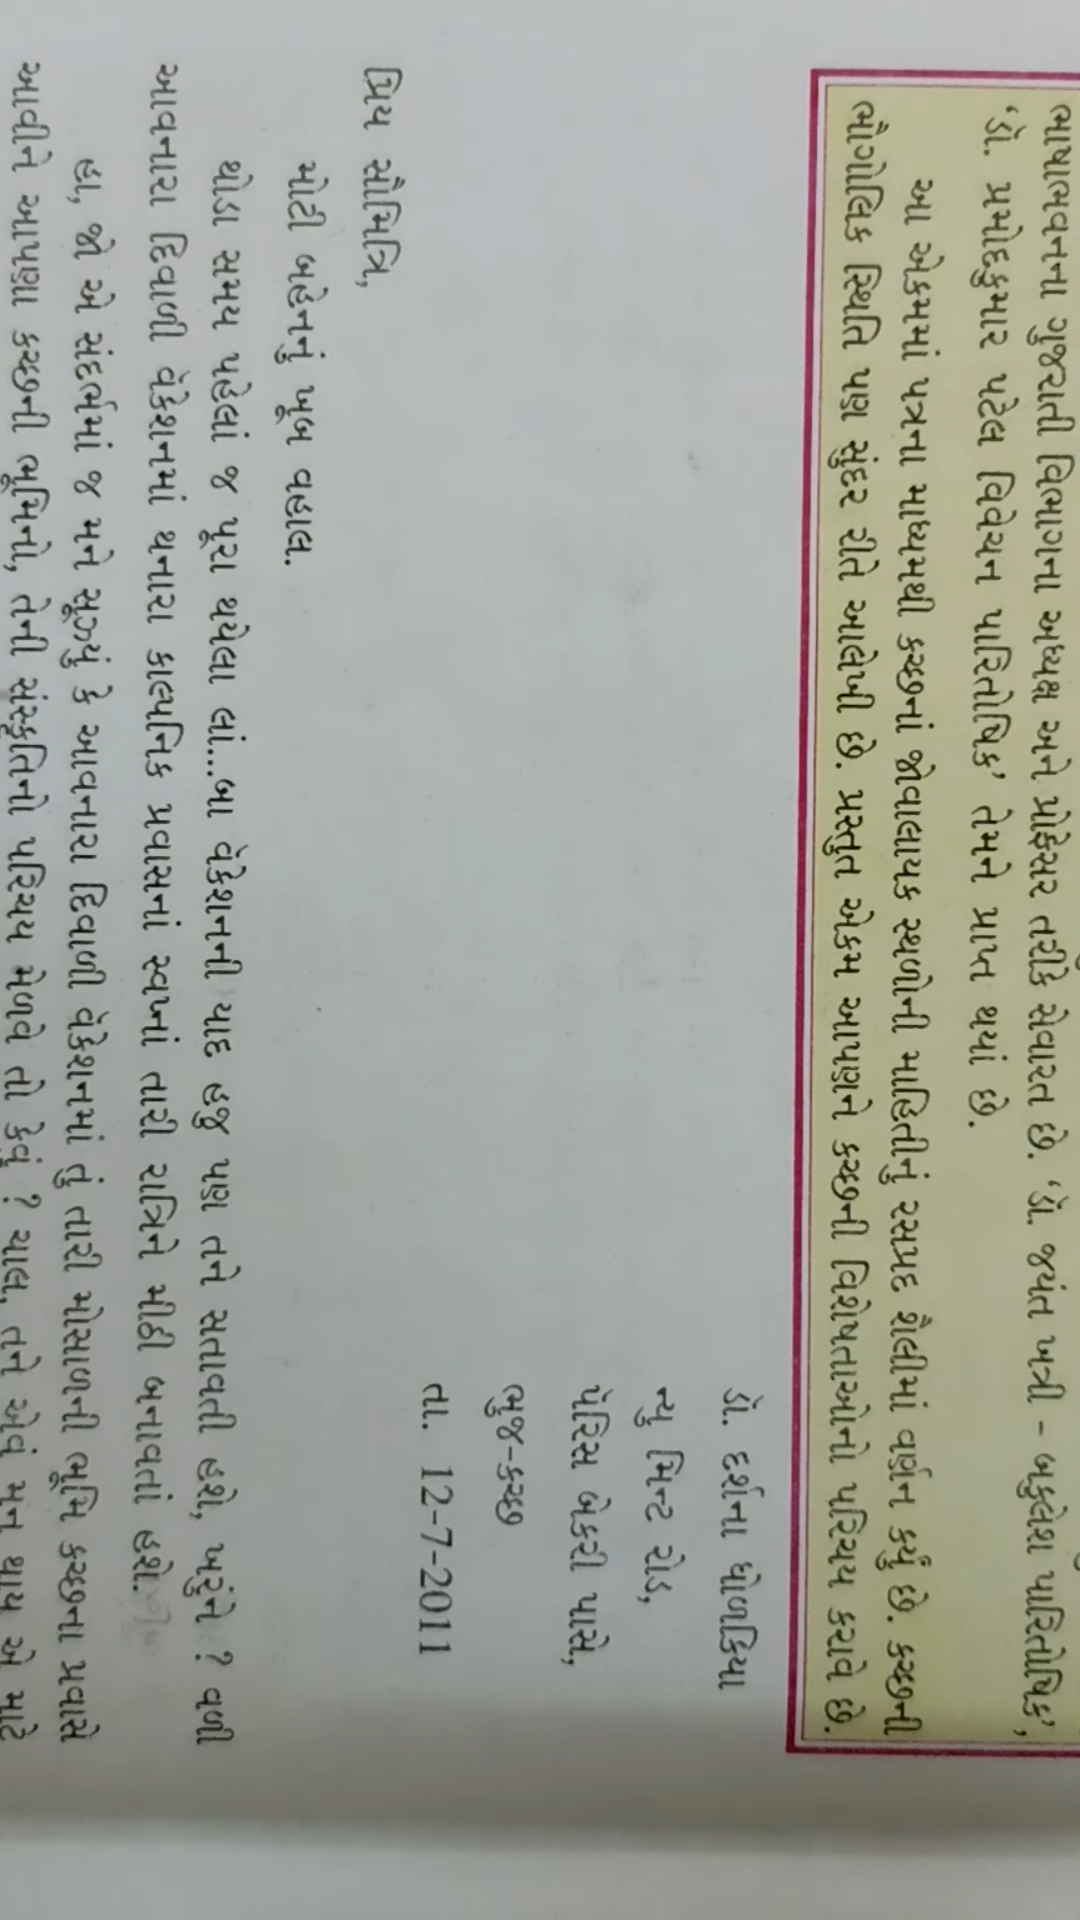 ભાષાભવનના ગુજરાતી વિભાગના અધ્યક્ષ અને પ્રોફેસર તરીકે સેવારત છે. ‘ડૉ. જયંત ખત્રી - બકુલેશ પારિતોષિક’,
‘ડૉ. પ્રમોદકુમાર પટેલ વિવેચન પારિતોષિક’ તેમને પ્રાપ્ત થયાં છે.
આ એકમમાં પત્રના માધ્યમથી કચ્છનાં જોવાલાયક સ્થળોની માહિતીનું રસપ્રદ શૈલીમાં વર્ણન કર્યું છે. કચ્છની
ભૌગોલિક સ્થિતિ પણ સુંદર રીતે આલેખી છે. પ્રસ્તુત એકમ આપણને કચ્છની વિશેષતાઓનો પરિચય કરાવે છે.
ડૉ. દર્શના ધોળકિયા
ન્યૂ મિન્ટ રોડ,
પૅરિસ બેકરી પાસે,
ભુજ-કચ્છ
તા. 12-7-2011
પ્રિય સૌમિત્રિ,
મોટી બહેનનું ખૂબ વહાલ.
થોડા સમય પહેલાં જ પૂરા થયેલા લાં...બા વેકેશનની યાદ હજુ પણ તને સતાવતી હશે, ખરુંને ? વળી
આવનારા દિવાળી વેકેશનમાં થનારા કાલ્પનિક પ્રવાસનાં સ્વપ્નાં તારી રાત્રિને મીઠી બનાવતાં હશે.
હા, જો એ સંદર્ભમાં જ મને સૂઝ્યું કે આવનારા દિવાળી વેકેશનમાં તું તારી મોસાળની ભૂમિ કચ્છના પ્રવાસે
આવીને આપણા કચ્છની ભૂમિનો, તેની સંસ્કૃતિનો પરિચય મેળવે તો કેવું ? ચાલ, તને એવું મન થાય એ માટે